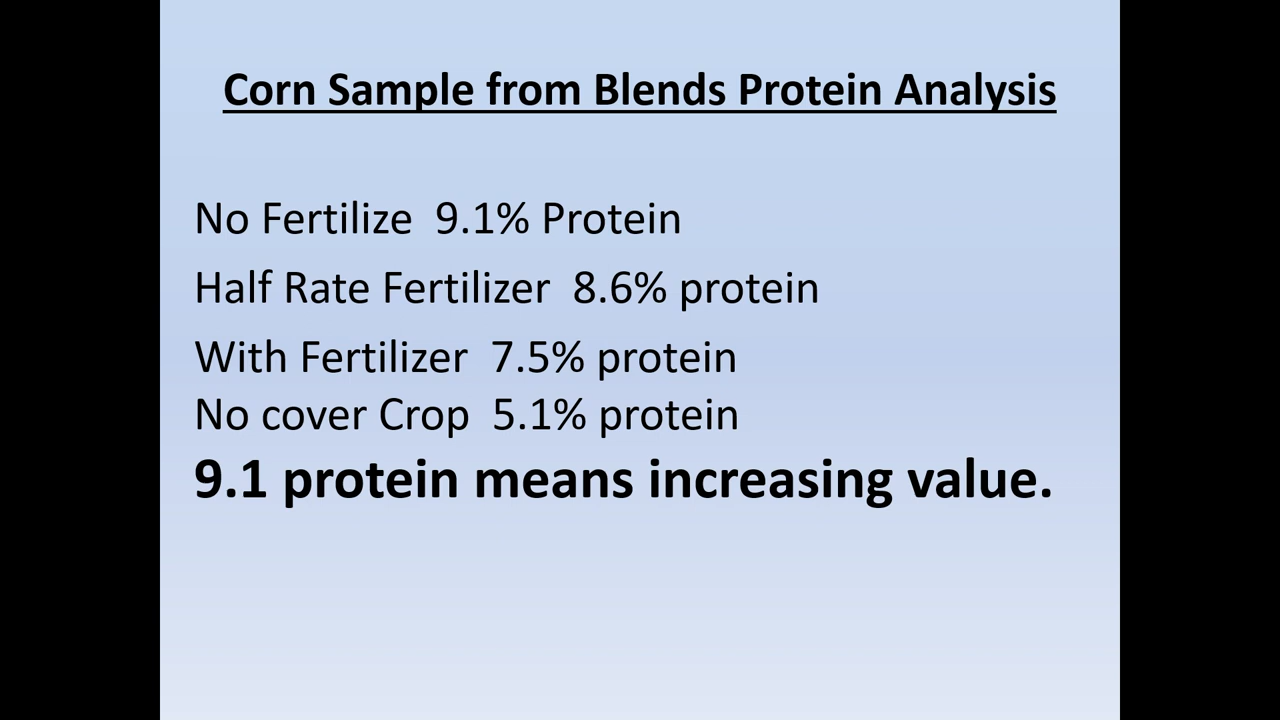 Corn Sample from Blends Protein Analysis
No Fertilize 9.1% Protein
Half Rate Fertilizer 8.6% protein
With Fertilizer 7.5% protein
No cover Crop 5.1% protein
9.1 protein means increasing value.